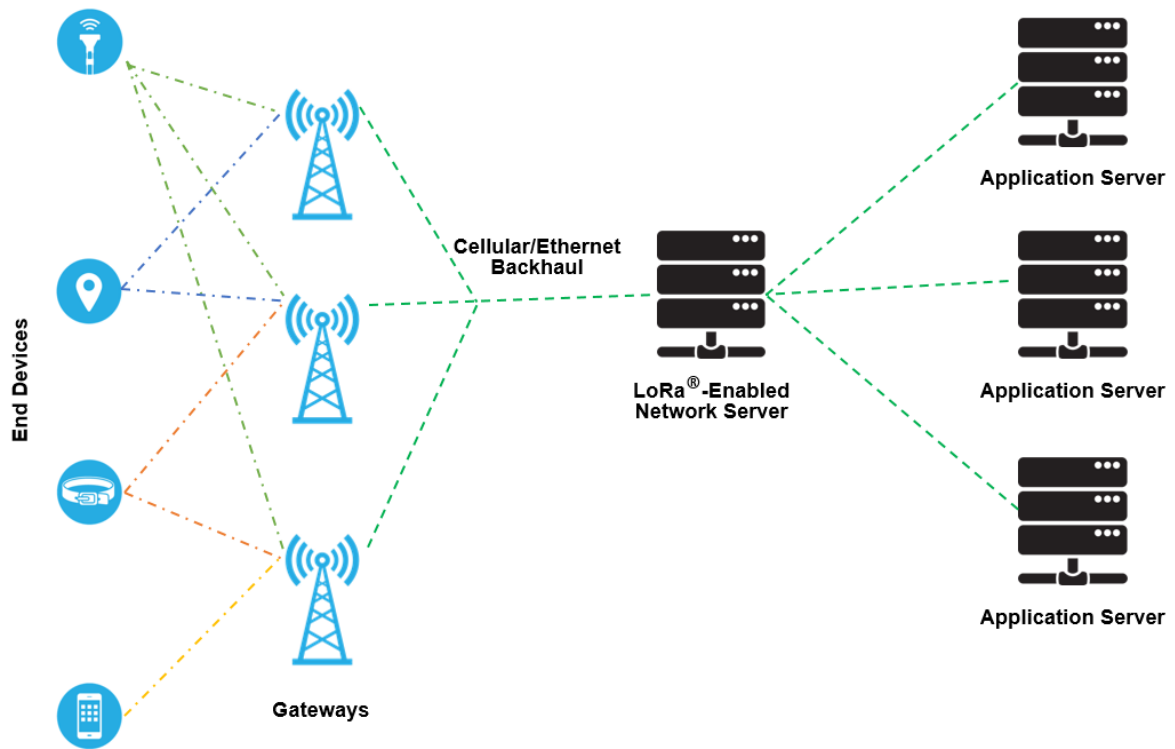 Application Server
Cellular/Ethernet
Backhaul
End Devices
LoRa®-Enabled
Network Server
Application Server
Application Server
Gateways